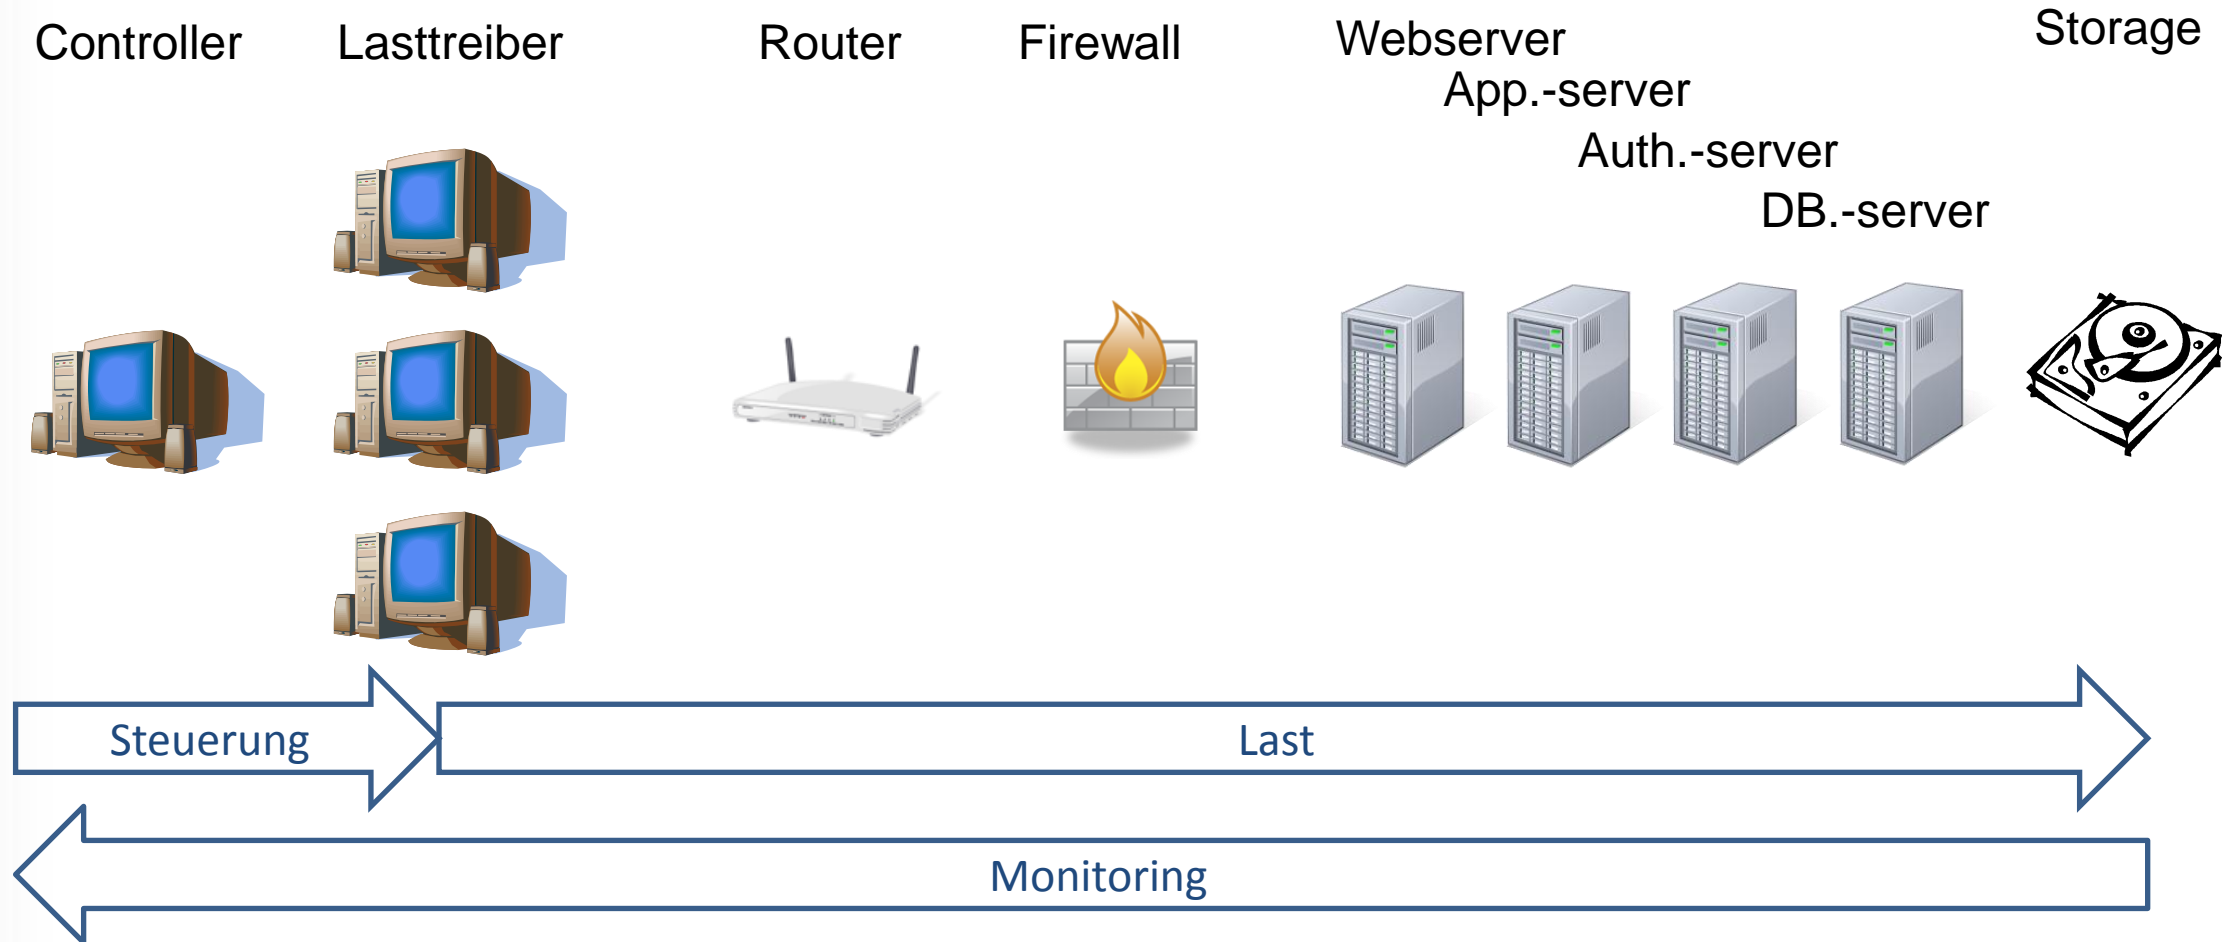 Controller
Lasttreiber
Router
Firewall
Webserver
App.-server
Auth.-server
DB.-server
Storage
Steuerung
Last
Monitoring